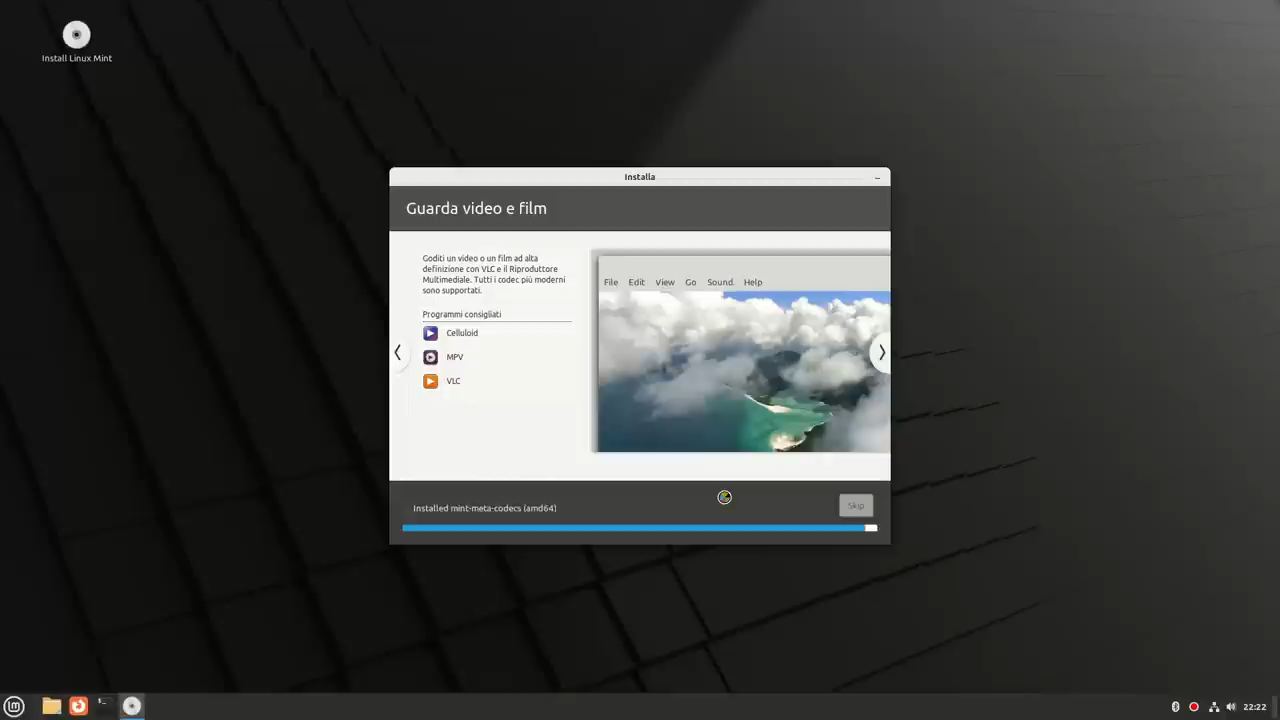 Install Linux Mint
Installa
Guarda video e film
Goditi un video o un film ad alta
definizione con VLC e il Riproduttore
Multimediale. Tutti i codec più moderni
sono supportati.
Programmi consigliati
Celluloid
MPV
VLC
File Edit View Go Sound Help
Installed mint-meta-codecs (amd64)
Skip
22:22